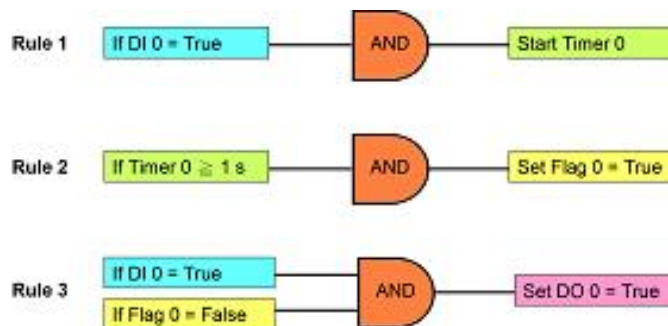 Rule 1 If DI 0 = True AND Start Timer 0
Rule 2 If Timer 0 ≧ 1 s AND Set Flag 0 = True
If DI 0 = True
Rule 3 AND Set DO 0 = True
If Flag 0 = False